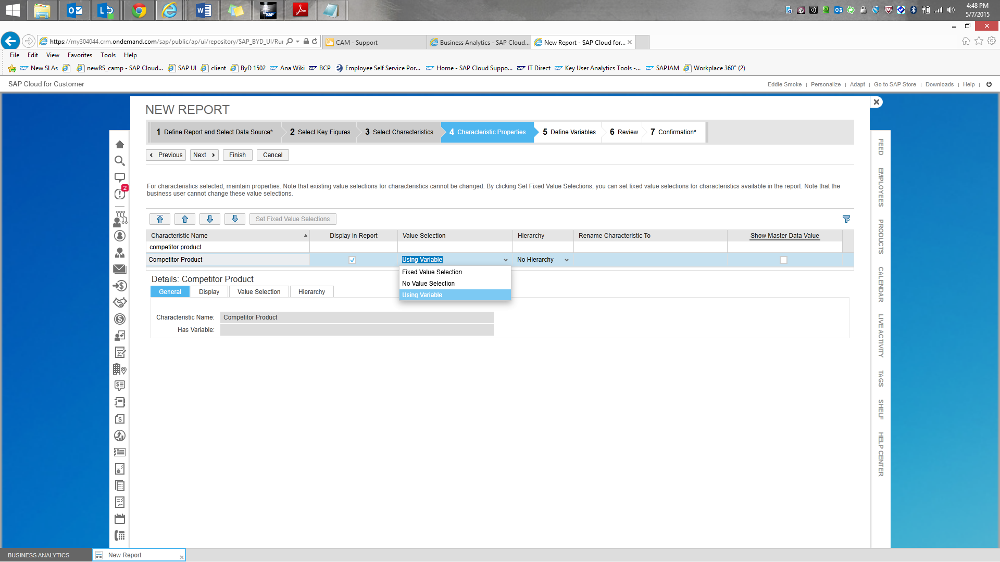 4:48 PM
5/7/2015
https://my304044.crm.ondemand.com/sap/public/ap/ui/repository/SAP_BYD_UI/Rur
CAM - Support
Business Analytics - SAP Cloud...
New Report - SAP Cloud for...
File Edit View Favorites Tools Help
New SLAs newRS_camp - SAP Cloud... SAP UI client ByD 1502 Ana Wiki BCP Employee Self Service Por... Home - SAP Cloud Suppo... IT Direct Key User Analytics Tools -... SAPJAM Workplace 360° (2)
SAP Cloud for Customer
Eddie Smoke | Personalize | Adapt | Go to SAP Store | Downloads | Help |
NEW REPORT
1 Define Report and Select Data Source* 2 Select Key Figures 3 Select Characteristics 4 Characteristic Properties 5 Define Variables 6 Review 7 Confirmation*
Previous Next Finish Cancel
For characteristics selected, maintain properties. Note that existing value selections for characteristics cannot be changed. By clicking Set Fixed Value Selections, you can set fixed value selections for characteristics available in the report. Note that the
business user cannot change these value selections.
Set Fixed Value Selections
Characteristic Name Display in Report Value Selection Hierarchy Rename Characteristic To Show Master Data Value
competitor product
Competitor Product Using Variable No Hierarchy
Fixed Value Selection
No Value Selection
Using Variable
Details: Competitor Product
General Display Value Selection Hierarchy
Characteristic Name: Competitor Product
Has Variable:
2
FEED
EMPLOYEES
PRODUCTS
CALENDAR
LIVE ACTIVITY
TAGS
SHELF
HELP CENTER
BUSINESS ANALYTICS
New Report